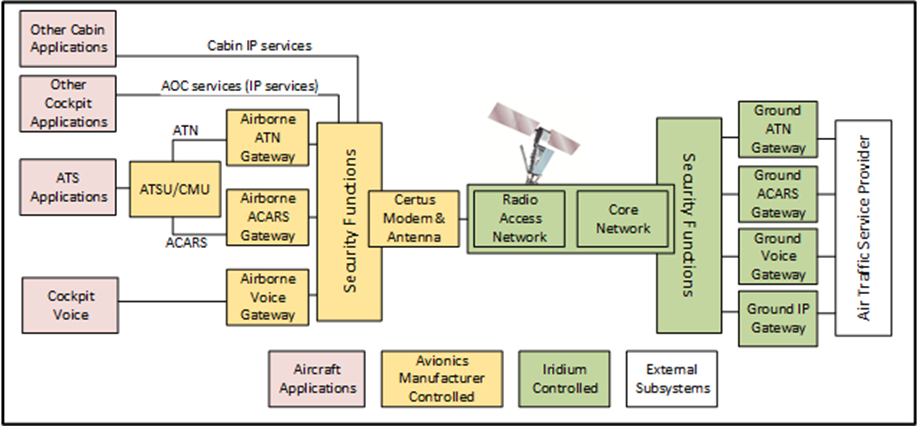 Other Cabin
Applications
Cabin IP services
Other
Cockpit
Applications
AOC services (IP services)
ATN
Airborne
ATN
Gateway
ATS
Applications
ATSU/CMU
ACARS
Airborne
ACARS
Gateway
Cockpit
Voice
Airborne
Voice
Gateway
Security Functions
Certus
Modem &
Antenna
Radio
Access
Network
Core
Network
Security Functions
Ground
ATN
Gateway
Ground
ACARS
Gateway
Ground
Voice
Gateway
Ground IP
Gateway
Air Traffic Service Provider
Aircraft
Applications
Avionics
Manufacturer
Controlled
Iridium
Controlled
External
Subsystems